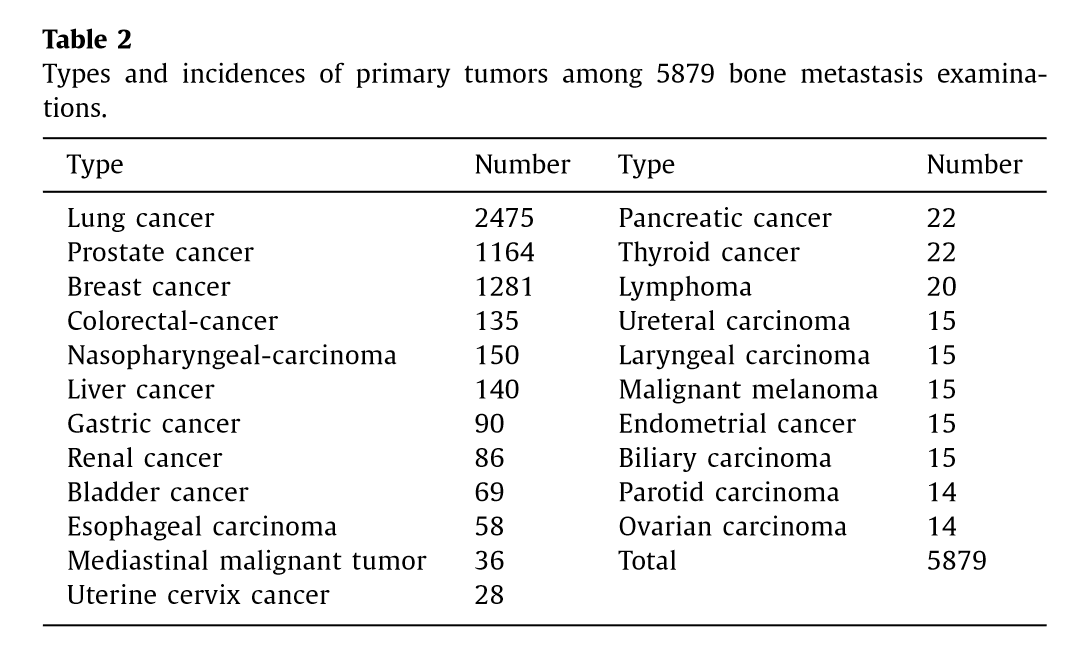 Table 2
Types and incidences of primary tumors among 5879 bone metastasis examina-
tions.
Type Number Type Number
Lung cancer 2475 Pancreatic cancer 22
Prostate cancer 1164 Thyroid cancer 22
Breast cancer 1281 Lymphoma 20
Colorectal-cancer 135 Ureteral carcinoma 15
Nasopharyngeal-carcinoma 150 Laryngeal carcinoma 15
Liver cancer 140 Malignant melanoma 15
Gastric cancer 90 Endometrial cancer 15
Renal cancer 86 Biliary carcinoma 15
Bladder cancer 69 Parotid carcinoma 14
Esophageal carcinoma 58 Ovarian carcinoma 14
Mediastinal malignant tumor 36 Total 5879
Uterine cervix cancer 28